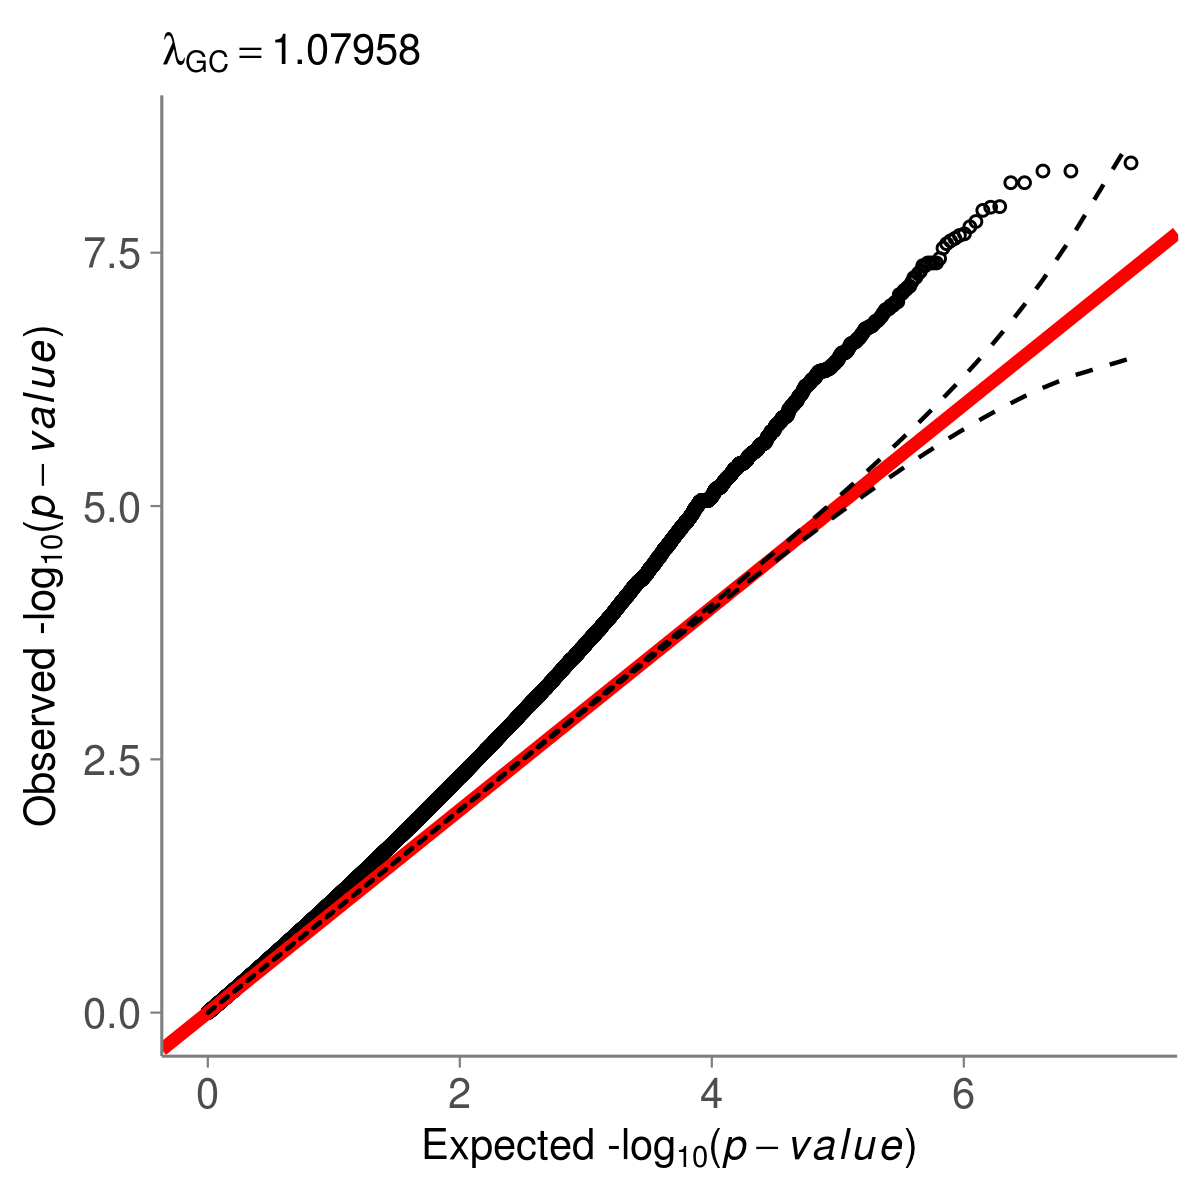 λGC = 1.07958
Observed -log10(p − value)
7.5
5.0
2.5
0.0
0 2 4 6
Expected -log10(p − value)